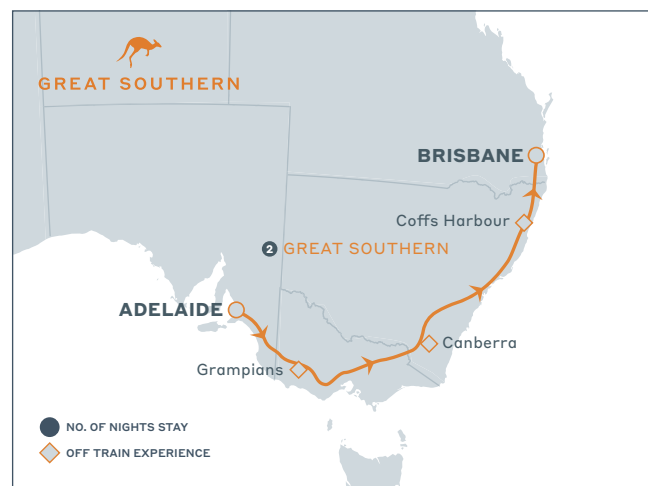 GREAT SOUTHERN
BRISBANE
Coffs Harbour
2 GREAT SOUTHERN
ADELAIDE
Canberra
Grampians
NO. OF NIGHTS STAY
OFF TRAIN EXPERIENCE